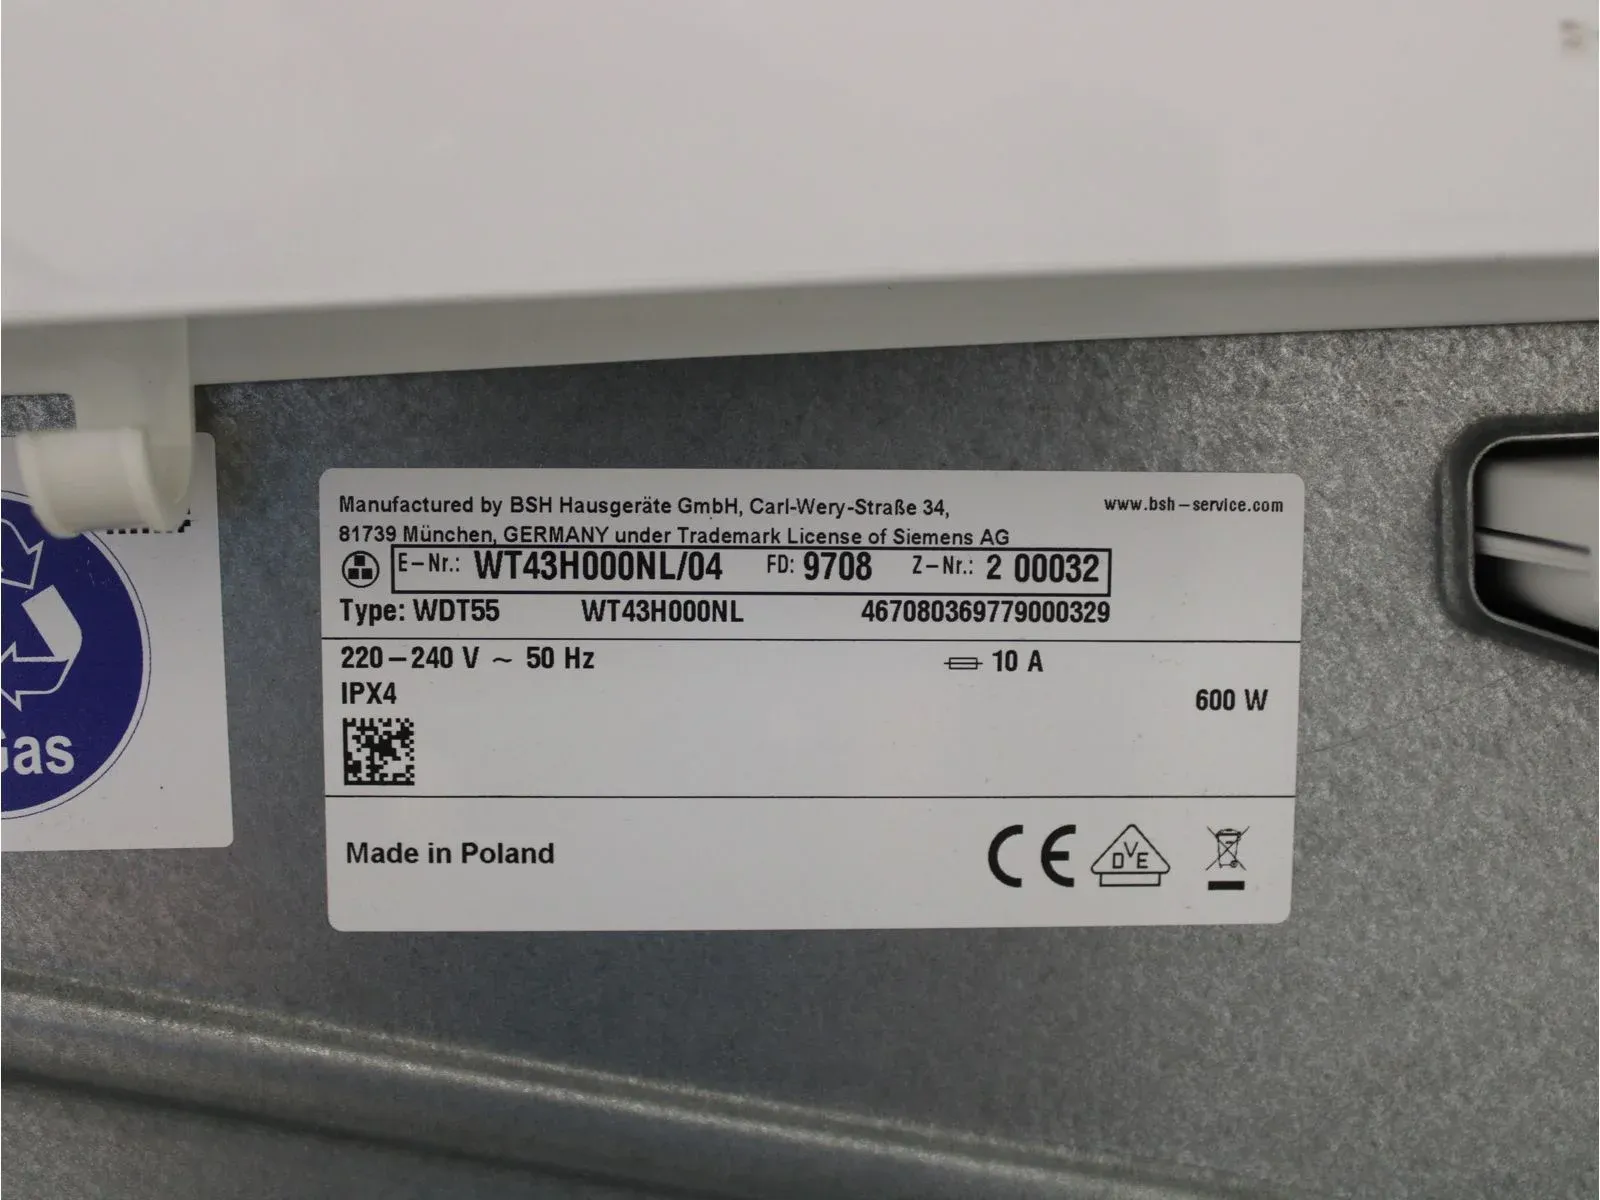 Manufactured by BSH Hausgeräte GmbH, Carl-Wery-Straße 34,
www.bsh-service.com
81739 München, GERMANY under Trademark License of Siemens AG
E-Nr.: WT43H000NL/04 FD: 9708 Z-Nr.: 2 00032
Type: WDT55 WT43H000NL 467080369779000329
220-240 V ~ 50 Hz 10 A
IPX4
600 W
Made in Poland
CE DVE
Gas